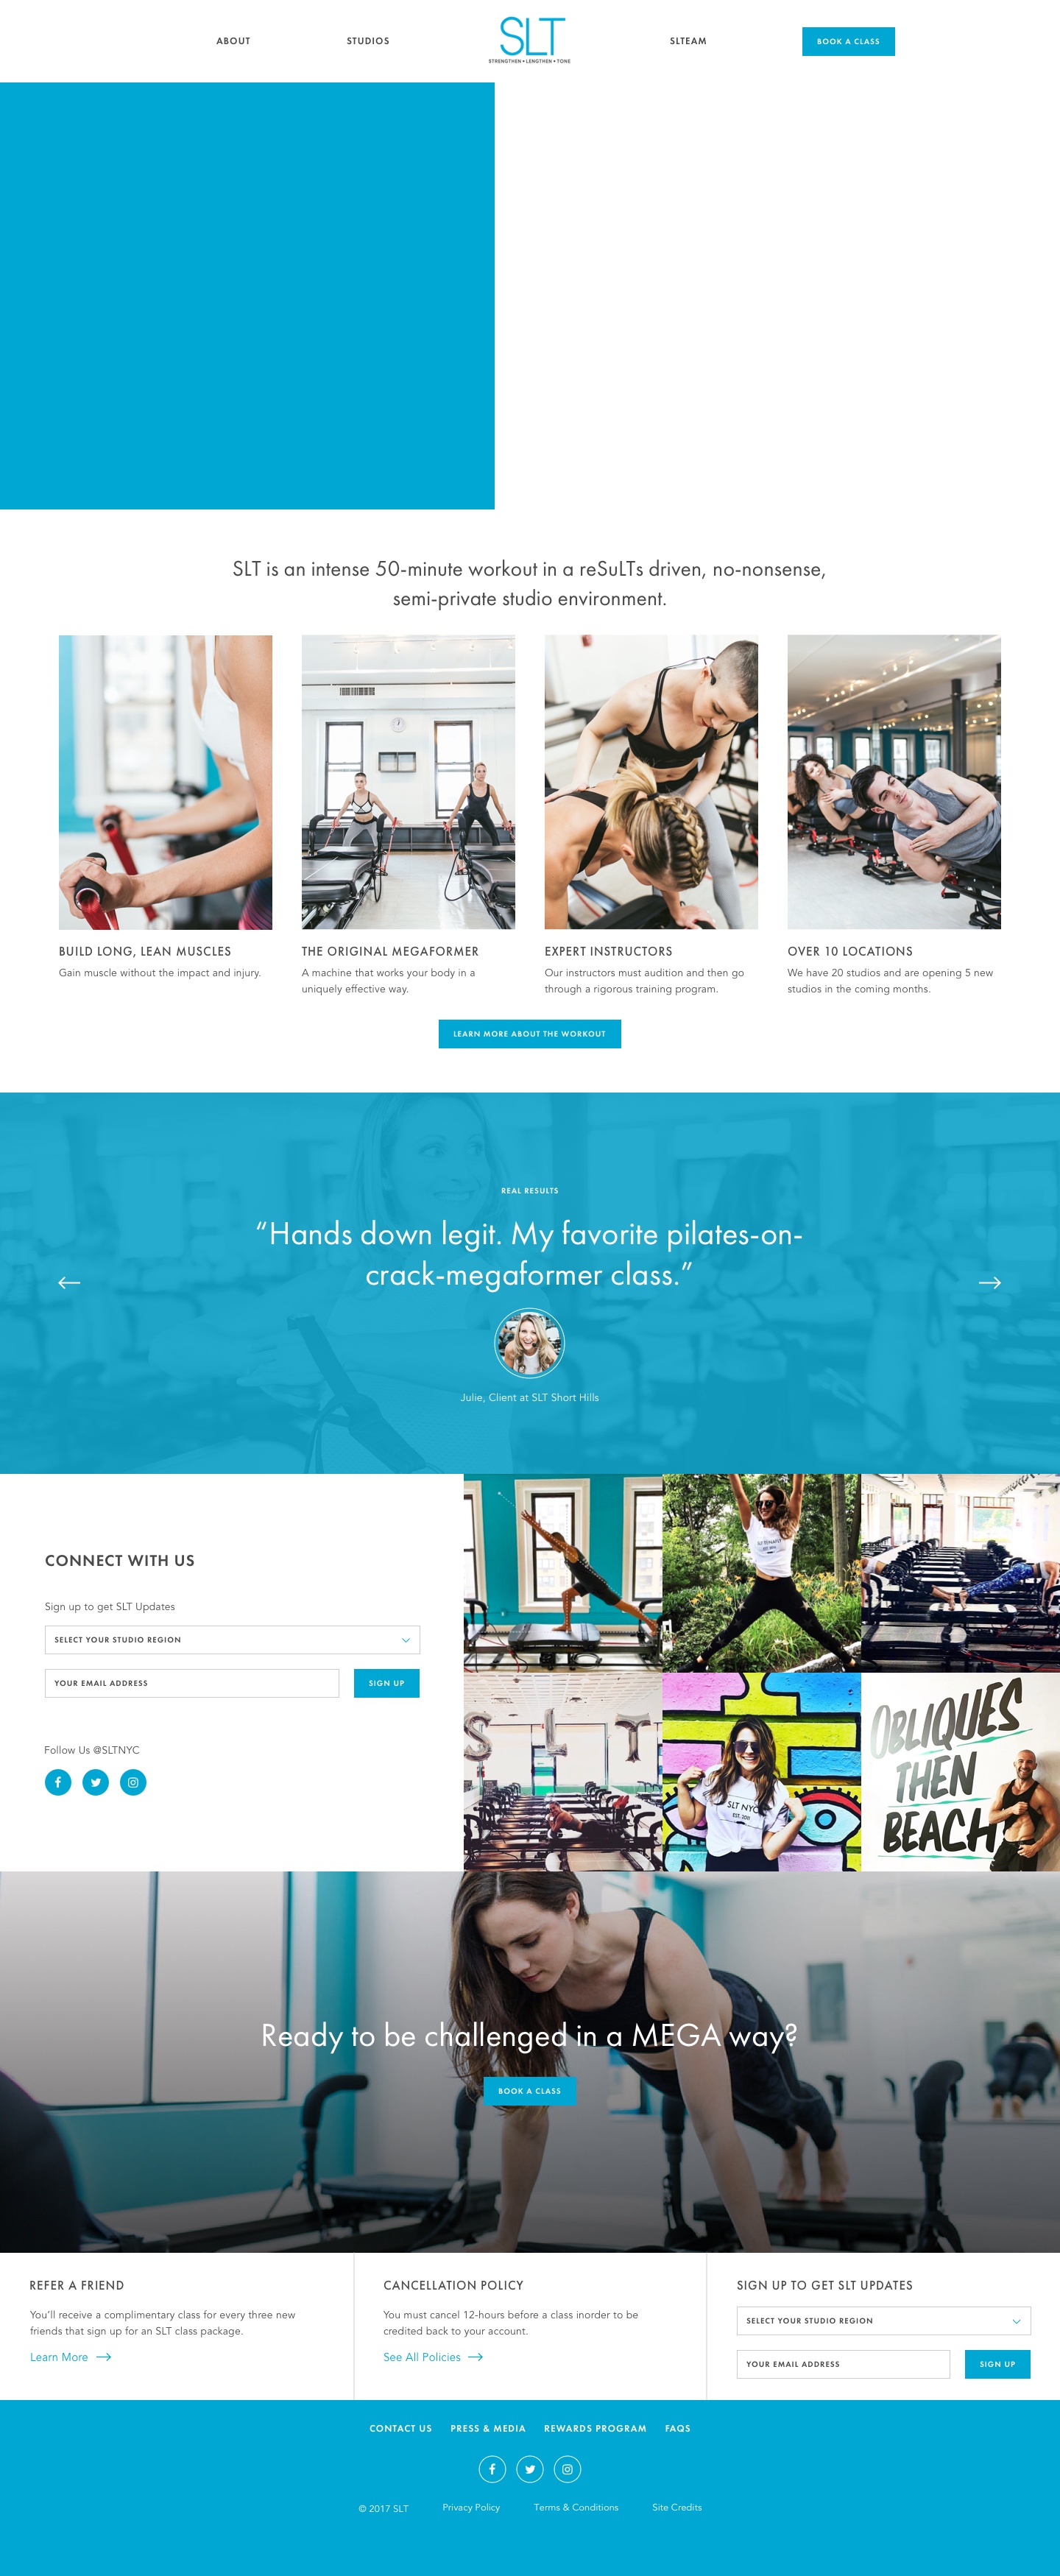 ABOUT
STUDIOS
SLT
STRENGTHEN • LENGTHEN • TONE
SLTEAM
BOOK A CLASS
SLT is an intense 50-minute workout in a reSuLTs driven, no-nonsense,
semi-private studio environment.
BUILD LONG, LEAN MUSCLES
Gain muscle without the impact and injury.
THE ORIGINAL MEGAFORMER
A machine that works your body in a
uniquely effective way.
EXPERT INSTRUCTORS
Our instructors must audition and then go
through a rigorous training program.
OVER 10 LOCATIONS
We have 20 studios and are opening 5 new
studios in the coming months.
LEARN MORE ABOUT THE WORKOUT
REAL RESULTS
“Hands down legit. My favorite pilates-on-
crack-megaformer class.”
Julie, Client at SLT Short Hills
CONNECT WITH US
Sign up to get SLT Updates
SELECT YOUR STUDIO REGION
YOUR EMAIL ADDRESS
SIGN UP
Follow Us @SLTNYC
SLT
SLT NYC
EST. 2011
OBLIQUES
THEN
BEACH
Ready to be challenged in a MEGA way?
BOOK A CLASS
REFER A FRIEND
You’ll receive a complimentary class for every three new
friends that sign up for an SLT class package.
Learn More
CANCELLATION POLICY
You must cancel 12-hours before a class inorder to be
credited back to your account.
See All Policies
SIGN UP TO GET SLT UPDATES
SELECT YOUR STUDIO REGION
YOUR EMAIL ADDRESS
SIGN UP
CONTACT US
PRESS & MEDIA
REWARDS PROGRAM
FAQS
© 2017 SLT
Privacy Policy
Terms & Conditions
Site Credits